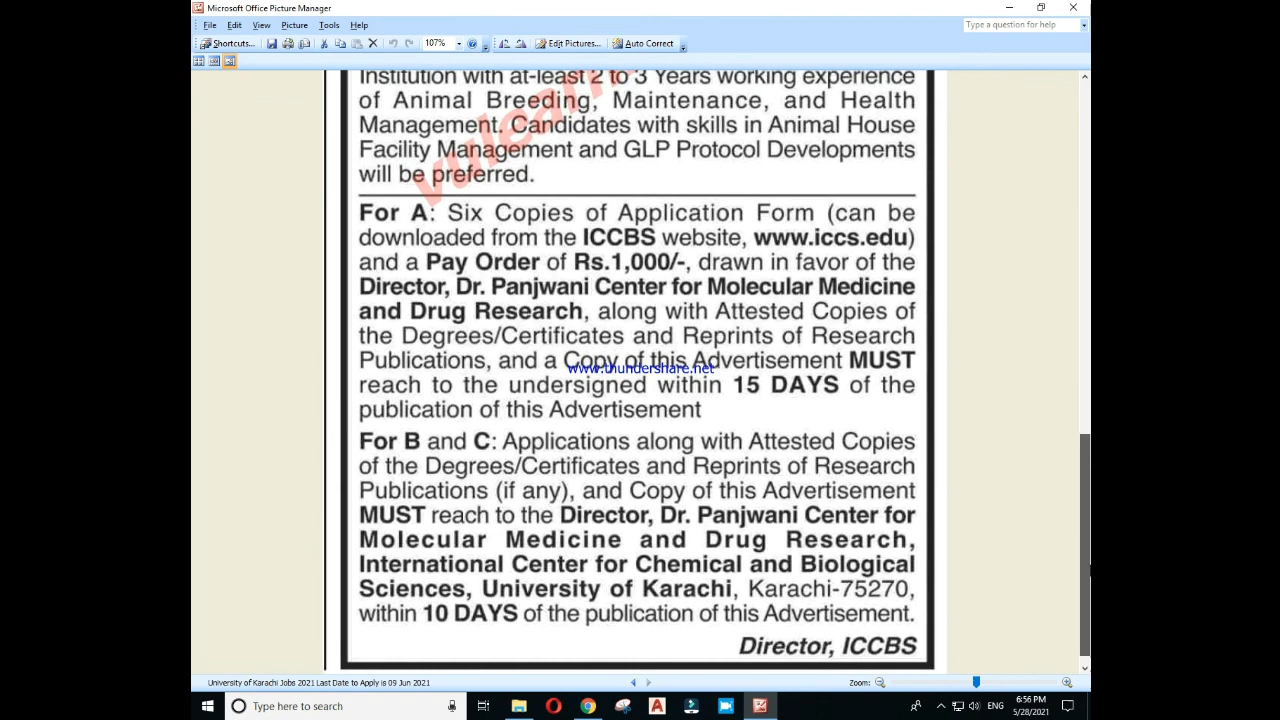 Microsoft Office Picture Manager
File Edit View Picture Tools Help
Type a question for help
Shortcuts... 107% Edit Pictures... Auto Correct
Institution with at-least 2 to 3 Years working experience
of Animal Breeding, Maintenance, and Health
Management. Candidates with skills in Animal House
Facility Management and GLP Protocol Developments
will be preferred.
vulearn
For A: Six Copies of Application Form (can be
downloaded from the ICCBS website, www.iccs.edu)
and a Pay Order of Rs.1,000/-, drawn in favor of the
Director, Dr. Panjwani Center for Molecular Medicine
and Drug Research, along with Attested Copies of
the Degrees/Certificates and Reprints of Research
Publications, and a Copy of this Advertisement MUST
www.thundershare.net
reach to the undersigned within 15 DAYS of the
publication of this Advertisement
For B and C: Applications along with Attested Copies
of the Degrees/Certificates and Reprints of Research
Publications (if any), and Copy of this Advertisement
MUST reach to the Director, Dr. Panjwani Center for
Molecular Medicine and Drug Research,
International Center for Chemical and Biological
Sciences, University of Karachi, Karachi-75270,
within 10 DAYS of the publication of this Advertisement.
Director, ICCBS
University of Karachi Jobs 2021 Last Date to Apply is 09 Jun 2021
Zoom:
Type here to search
ENG
6:56 PM
5/28/2021